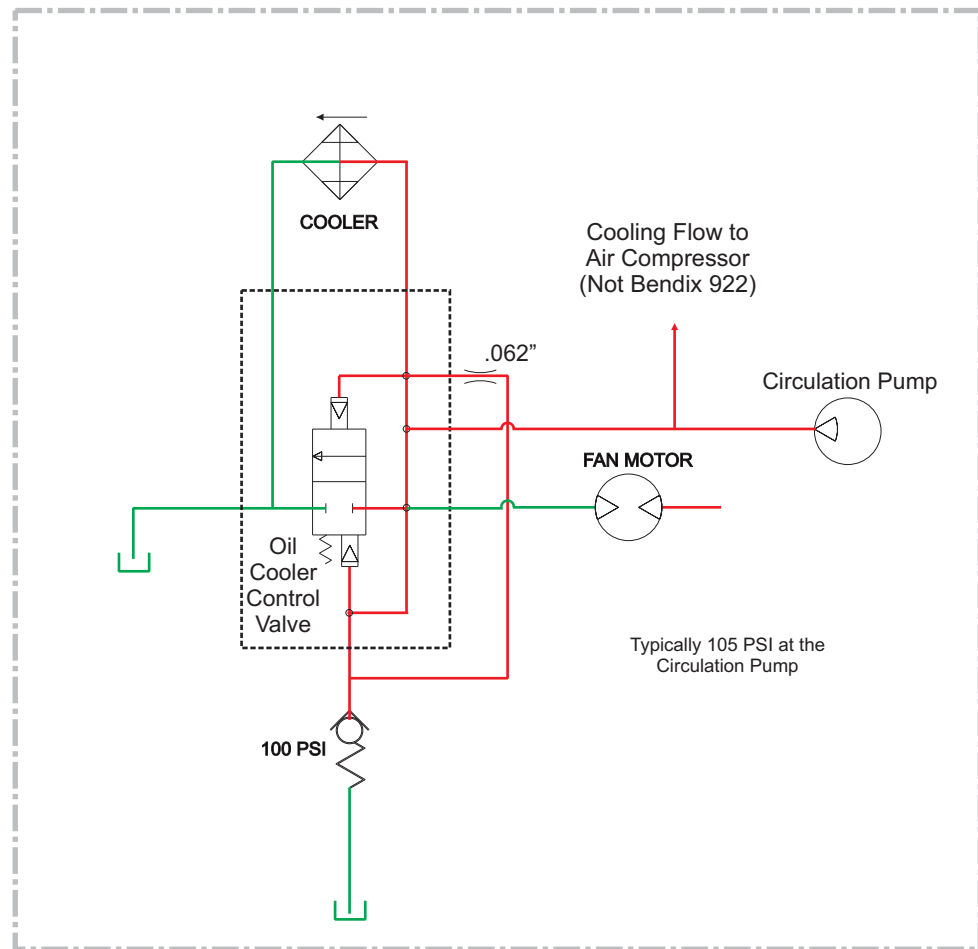 COOLER
Cooling Flow to
Air Compressor
(Not Bendix 922)
.062”
Circulation Pump
FAN MOTOR
Oil
Cooler
Control
Valve
Typically 105 PSI at the
Circulation Pump
100 PSI